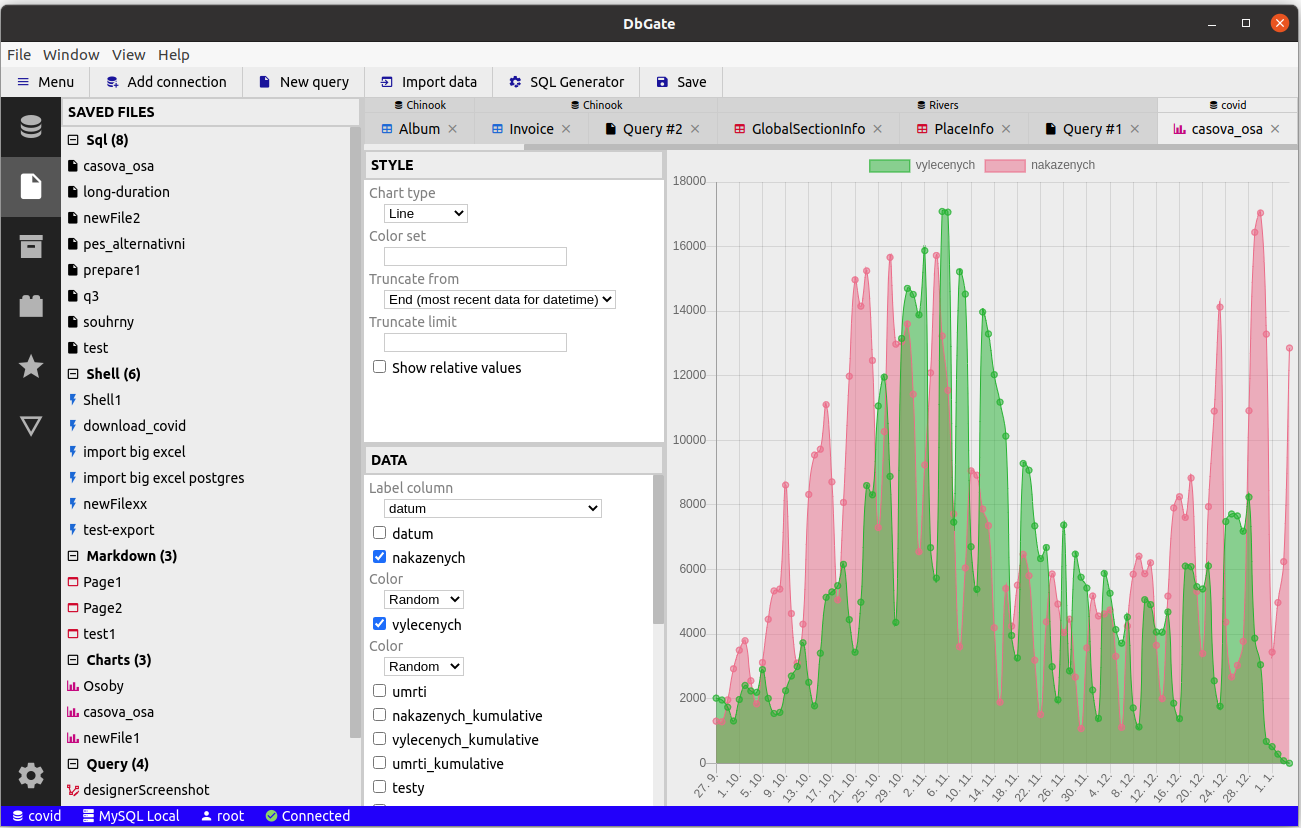 DbGate
File Window View Help
Menu Add connection New query Import data SQL Generator Save
SAVED FILES
Sql (8)
casova_osa
long-duration
newFile2
pes_alternativni
prepare1
q3
souhrny
test
Shell (6)
Shell1
download_covid
import big excel
import big excel postgres
newFilexx
test-export
Markdown (3)
Page1
Page2
test1
Charts (3)
Osoby
casova_osa
newFile1
Query (4)
designerScreenshot
Chinook Chinook Rivers covid
Album Invoice Query #2 GlobalSectionInfo PlaceInfo Query #1 casova_osa
STYLE
Chart type
Line
Color set
Truncate from
End (most recent data for datetime)
Truncate limit
Show relative values
DATA
Label column
datum
datum
nakazenych
Color
Random
vylecenych
Color
Random
umrti
nakazenych_kumulative
vylecenych_kumulative
umrti_kumulative
testy
vylecenych nakazenych
18000
16000
14000
12000
10000
8000
6000
4000
2000
0
27. 9. 1. 10. 5. 10. 9. 10. 13. 10. 17. 10. 21. 10. 25. 10. 29. 10. 2. 11. 6. 11. 10. 11. 14. 11. 18. 11. 22. 11. 26. 11. 30. 11. 4. 12. 8. 12. 12. 12. 16. 12. 20. 12. 24. 12. 28. 12. 1. 1.
covid MySQL Local root Connected